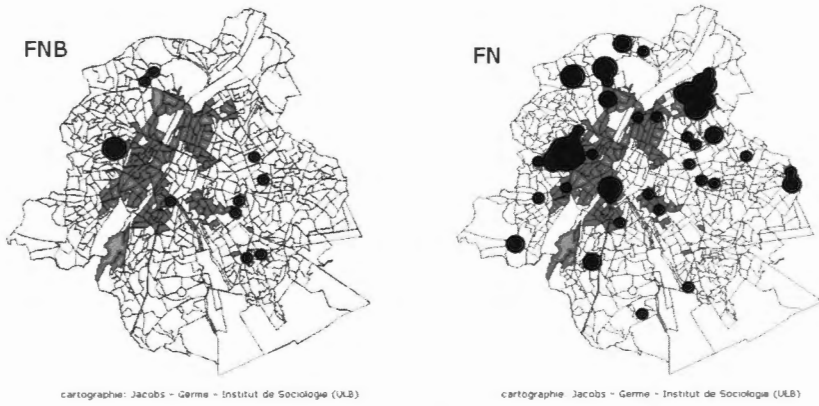 FNB
FN
cartographie: Jacobs - Germe - Institut de Sociologie (ULB)
cartographie Jacobs - Germe - Institut de Sociologie (ULB)